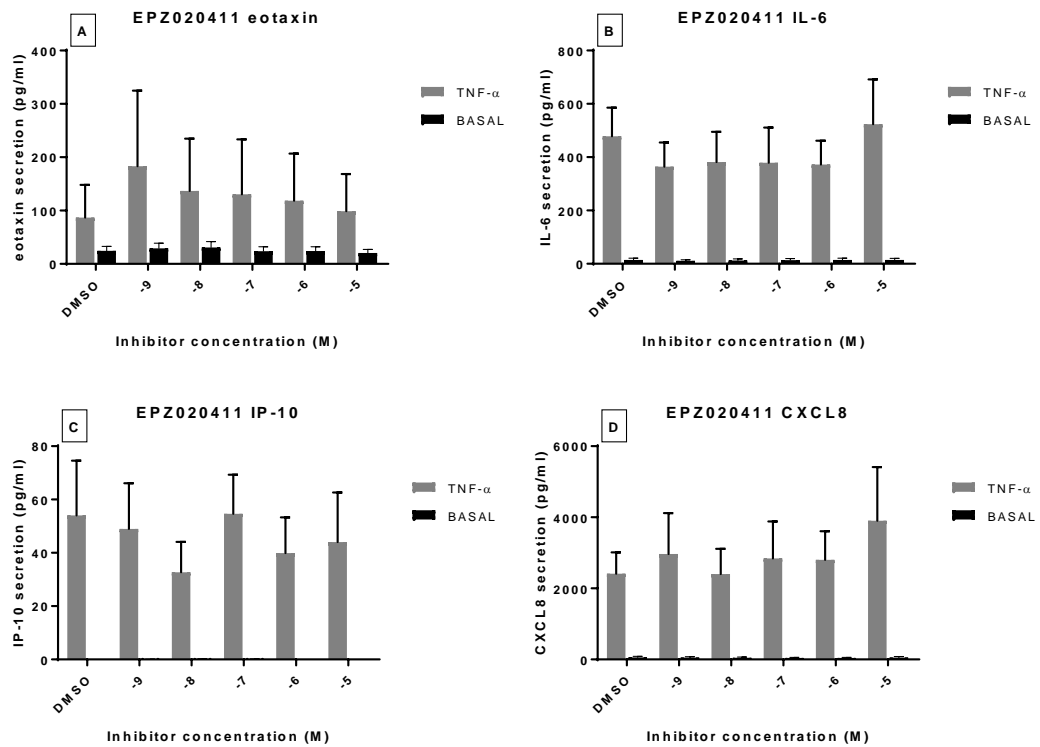 A
EPZ020411 eotaxin
eotaxin secretion (pg/ml)
400
300
200
100
0
DMSO
-9
-8
-7
-6
-5
Inhibitor concentration (M)
TNF-α
BASAL
B
EPZ020411 IL-6
IL-6 secretion (pg/ml)
800
600
400
200
0
DMSO
-9
-8
-7
-6
-5
Inhibitor concentration (M)
TNF-α
BASAL
C
EPZ020411 IP-10
IP-10 secretion (pg/ml)
80
60
40
20
0
DMSO
-9
-8
-7
-6
-5
Inhibitor concentration (M)
TNF-α
BASAL
D
EPZ020411 CXCL8
CXCL8 secretion (pg/ml)
6000
4000
2000
0
DMSO
-9
-8
-7
-6
-5
Inhibitor concentration (M)
TNF-α
BASAL